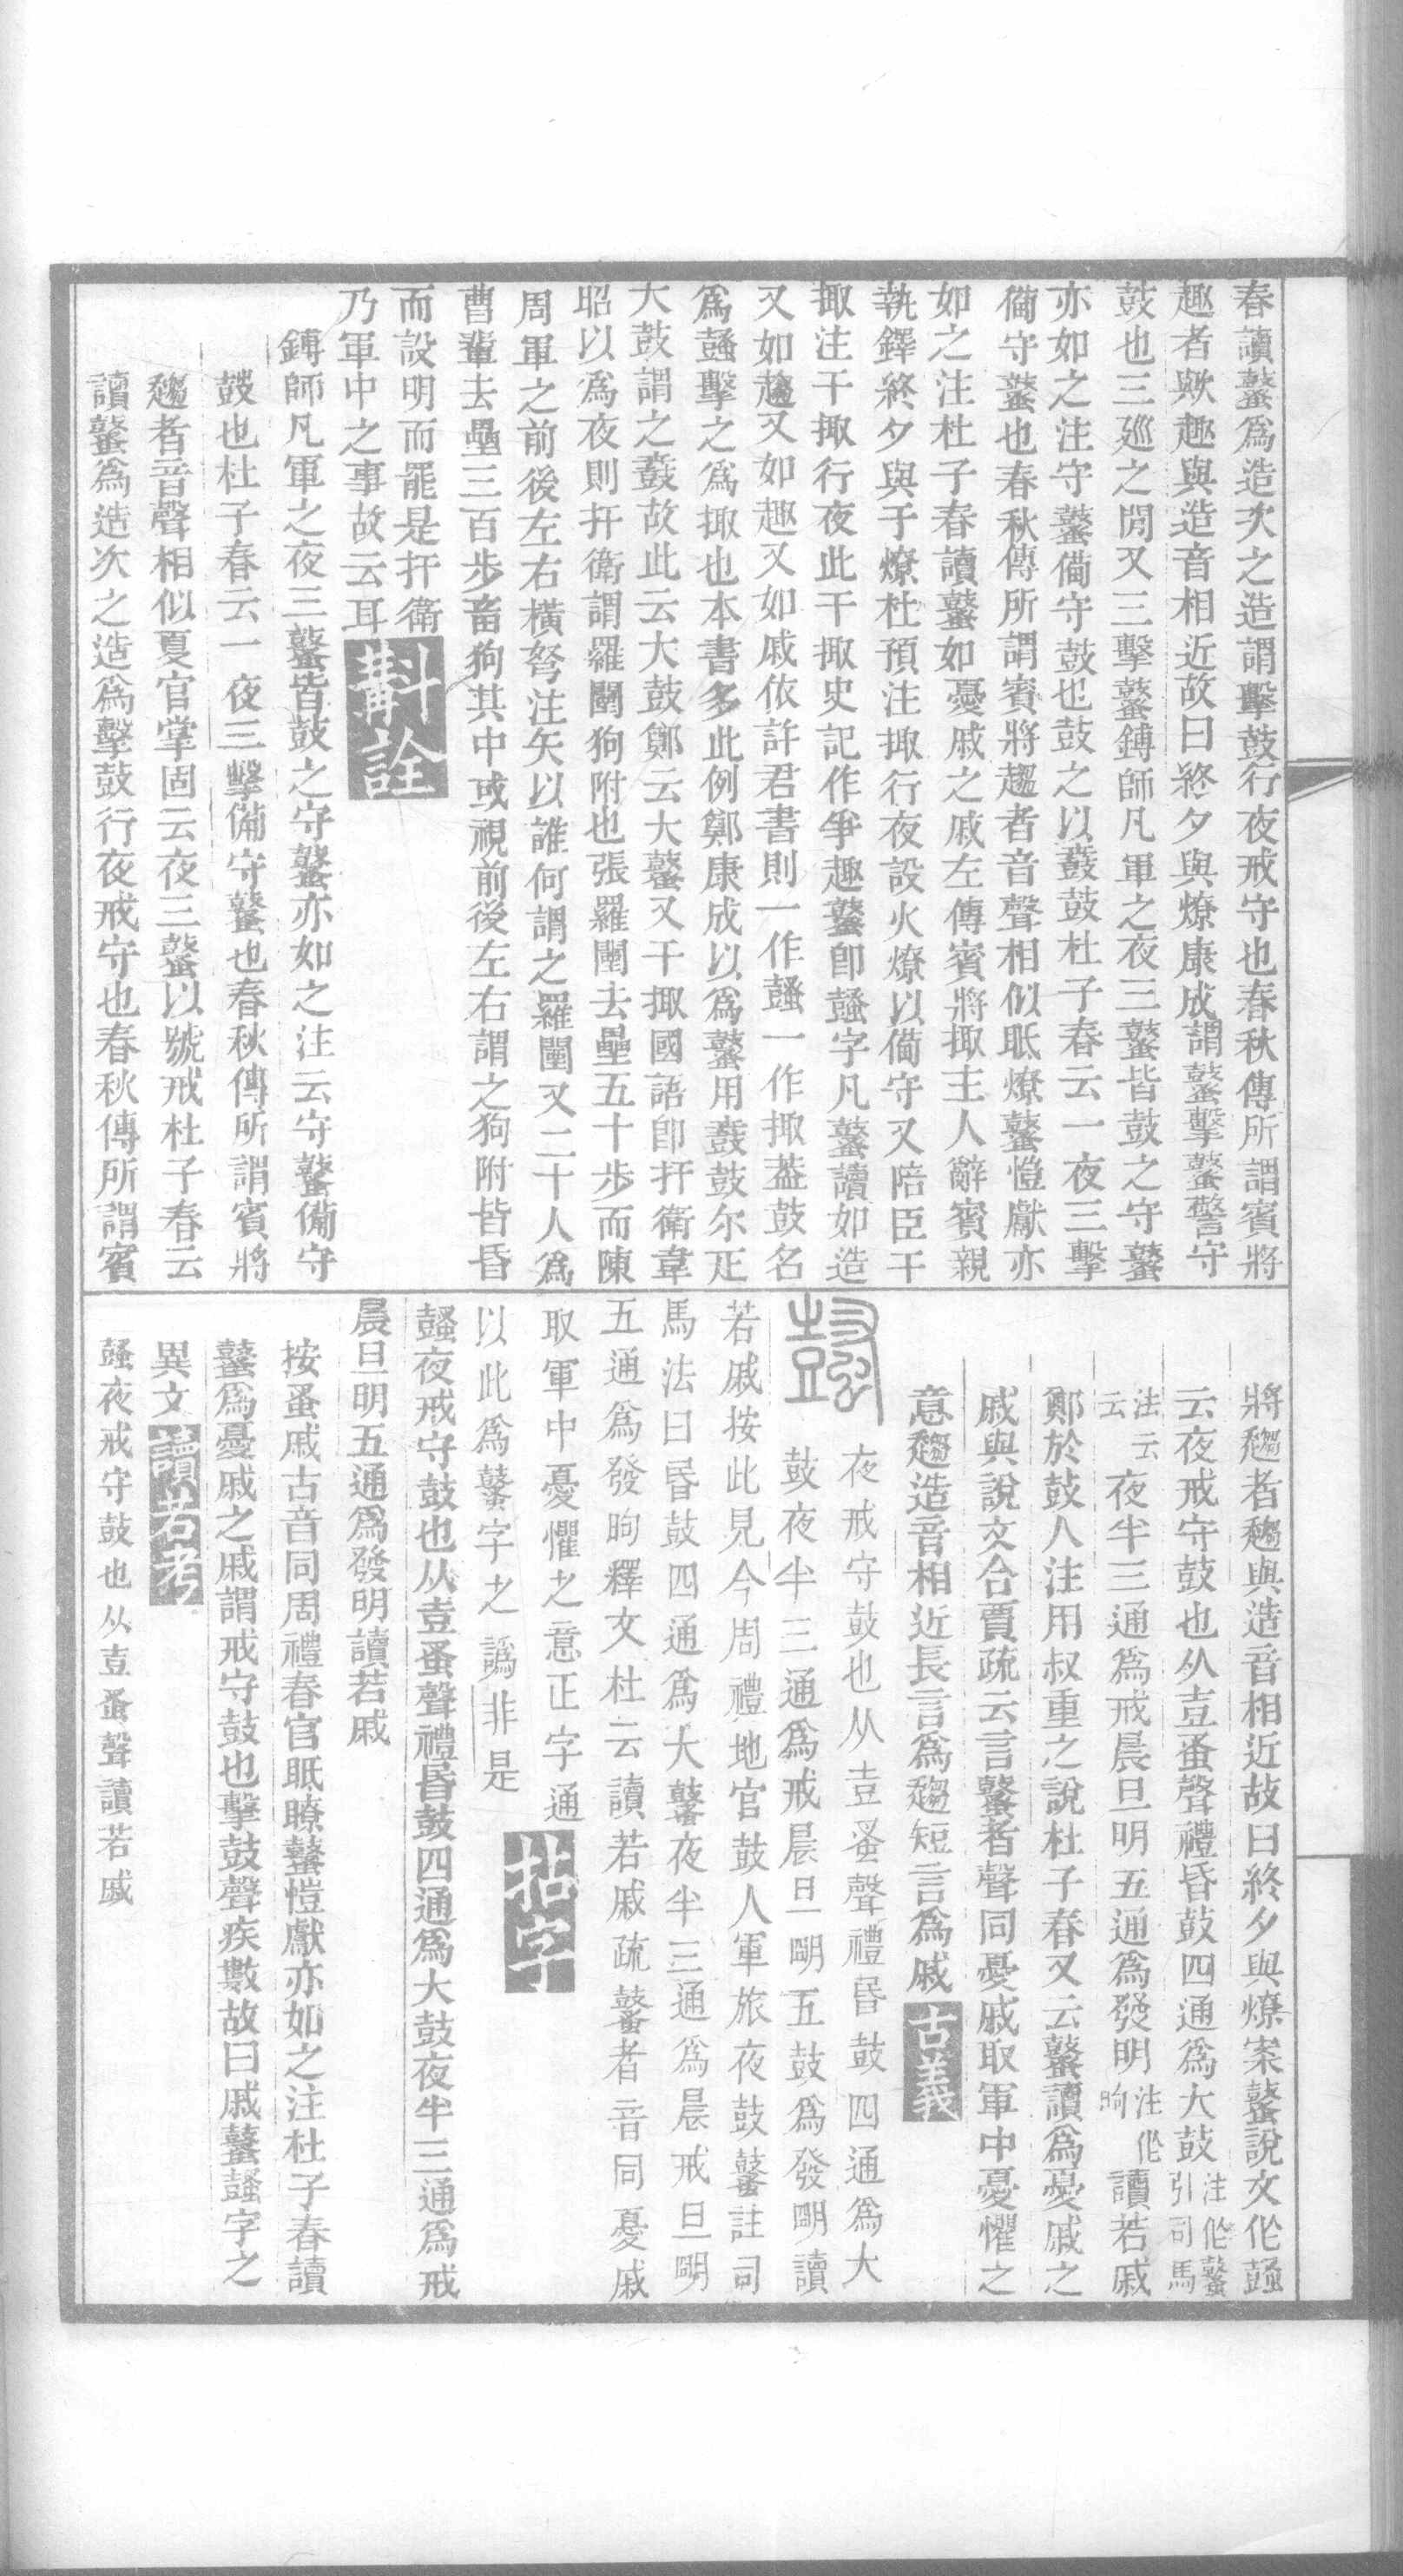 春讀鼜爲造次之造謂擊鼓行夜戒守也春秋傳所謂賓將
趣者歟趣與造音相近故曰終夕與燎康成謂鼜擊鼜警守
鼓也三廵之閒又三擊鼜鎛師凡軍之夜三鼜皆鼓之守鼜
亦如之注守鼜僃守鼓也鼓之以鼖鼓杜子春云一夜三擊
僃守鼜也春秋傳所謂賓將趨者音聲相似眡燎鼜愷獻亦
如之注杜子春讀鼜如憂戚之戚左傳賓將掫主人辭賓親
執鐸終夕與于燎杜預注掫行夜設火燎以僃守又陪臣干
掫注干掫行夜此干掫史記作爭趣鼜卽䗥字凡鼜讀如造
又如趨又如趣又如戚依許君書則一作䗥一作掫葢鼓名
爲䗥擊之爲掫也本書多此例鄭康成以爲鼜用鼖鼓尔疋
大鼓謂之鼖故此云大鼓鄭云大鼜又干掫國語卽扞衛韋
昭以爲夜則扞衛謂羅闉狗附也張羅闉去壘五十步而陳
周軍之前後左右橫弩注矢以誰何謂之羅闉又二十人爲
曹輩去壘三百步畜狗其中或視前後左右謂之狗附皆昏
而設明而罷是扞衛
乃軍中之事故云耳斠詮
鎛師凡軍之夜三鼜皆鼓之守鼜亦如之注云守鼜僃守
鼓也杜子春云一夜三擊僃守鼜也春秋傳所謂賓將
趨者音聲相似夏官掌固云夜三鼜以號戒杜子春云
讀鼜爲造次之造爲擊鼓行夜戒守也春秋傳所謂賓
將趨者趨與造音相近故曰終夕與燎案鼜說文作䗥
云夜戒守鼓也从壴蚤聲禮昏鼓四通爲大鼓注作鼜引司馬
法云云夜半三通爲戒晨旦明五通爲發明注作昫讀若戚
鄭於鼓人注用叔重之說杜子春又云鼜讀爲憂戚之
戚與說文合賈疏云言鼜者聲同憂戚取軍中憂懼之
意趨造音相近長言爲趨短言爲戚古義
夜戒守鼓也从壴蚤聲禮昏鼓四通爲大
鼓夜半三通爲戒晨旦朙五鼓爲發朙讀
若戚按此見今周禮地官鼓人軍旅夜鼓鼜註司
馬法曰昏鼓四通爲大鼜夜半三通爲晨戒旦朙
五通爲發昫釋文杜云讀若戚疏鼜者音同憂戚
取軍中憂懼之意正字通
以此爲鼜字之譌非是拈字
䗥夜戒守鼓也从壴蚤聲禮昏鼓四通爲大鼓夜半三通爲戒
晨旦明五通爲發明讀若戚
按蚤戚古音同周禮春官眡瞭鼜愷獻亦如之注杜子春讀
鼜爲憂戚之戚謂戒守鼓也擊鼓聲疾數故曰戚鼜䗥字之
異文讀若考
䗥夜戒守鼓也从壴蚤聲讀若戚